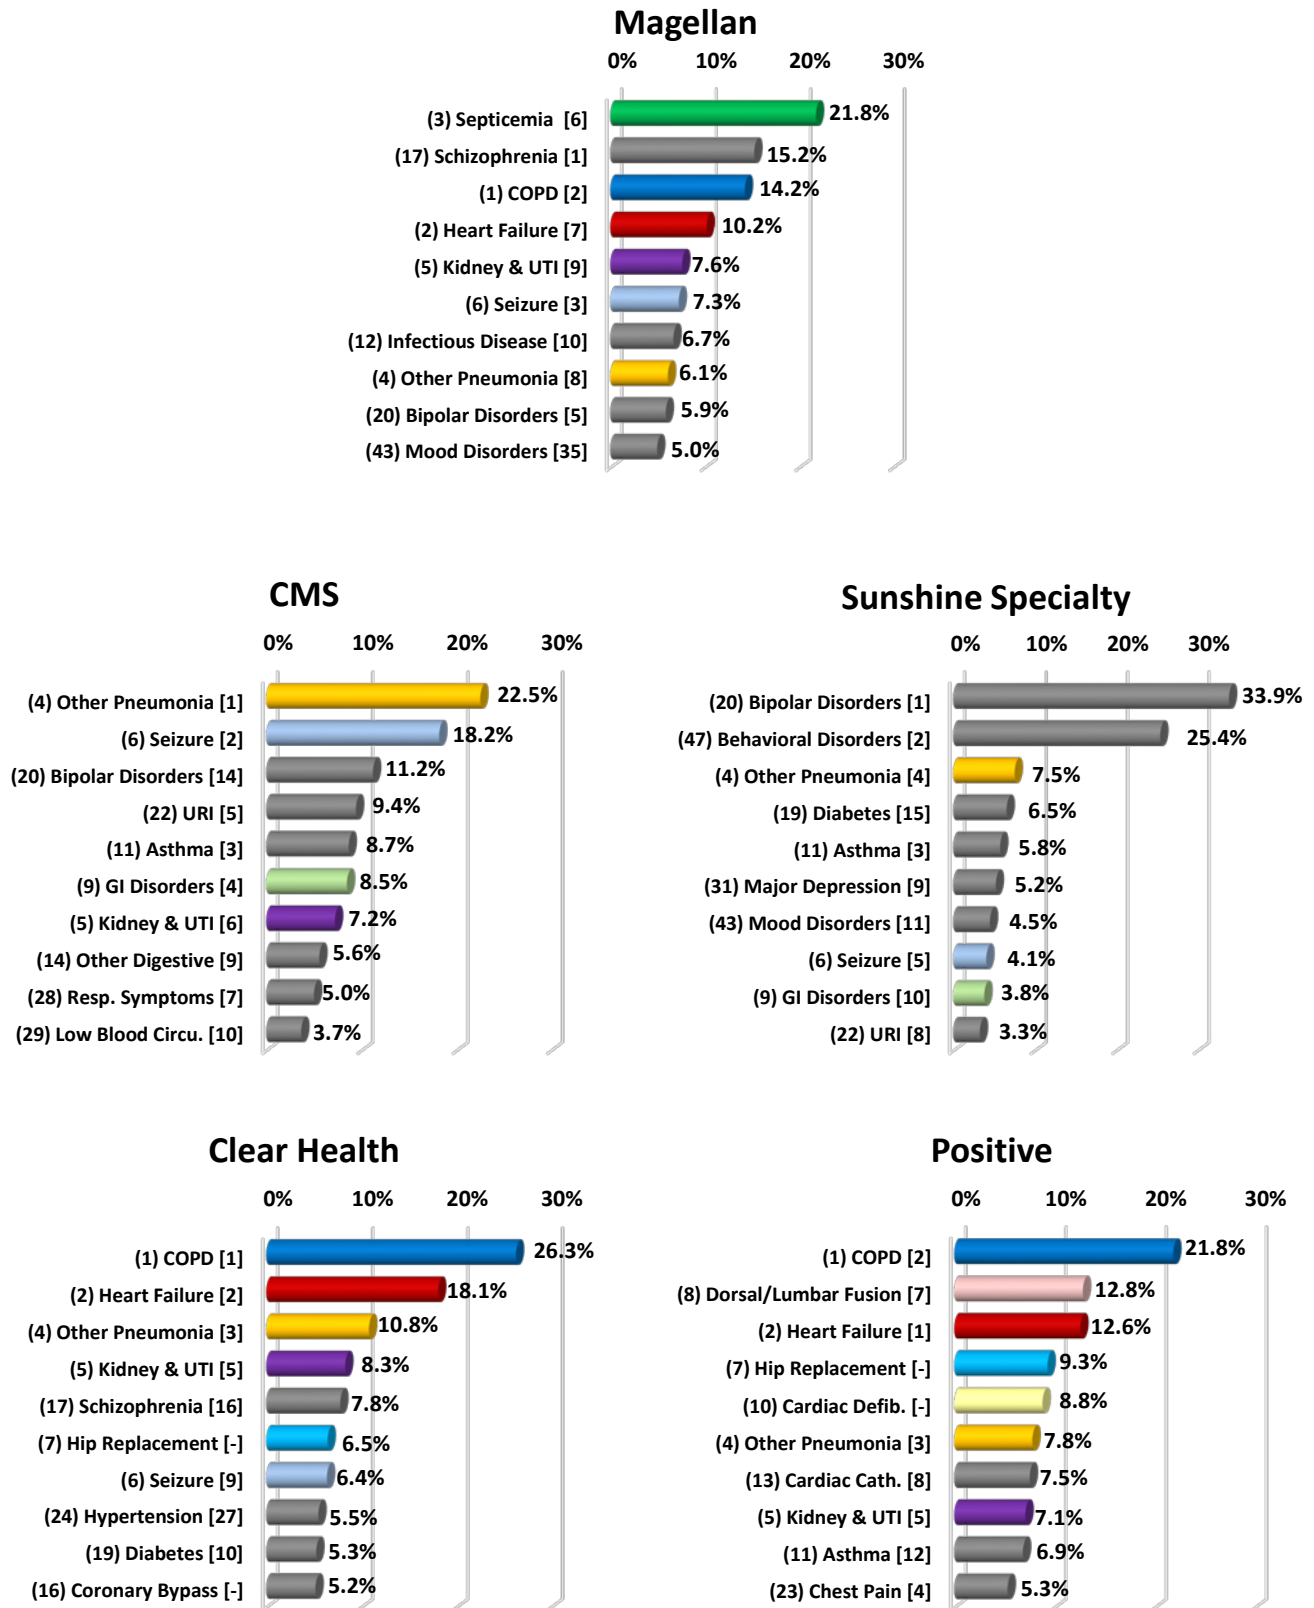 Magellan
0% 10% 20% 30%
(3) Septicemia [6] 21.8%
(17) Schizophrenia [1] 15.2%
(1) COPD [2] 14.2%
(2) Heart Failure [7] 10.2%
(5) Kidney & UTI [9] 7.6%
(6) Seizure [3] 7.3%
(12) Infectious Disease [10] 6.7%
(4) Other Pneumonia [8] 6.1%
(20) Bipolar Disorders [5] 5.9%
(43) Mood Disorders [35] 5.0%
CMS
0% 10% 20% 30%
(4) Other Pneumonia [1] 22.5%
(6) Seizure [2] 18.2%
(20) Bipolar Disorders [14] 11.2%
(22) URI [5] 9.4%
(11) Asthma [3] 8.7%
(9) GI Disorders [4] 8.5%
(5) Kidney & UTI [6] 7.2%
(14) Other Digestive [9] 5.6%
(28) Resp. Symptoms [7] 5.0%
(29) Low Blood Circu. [10] 3.7%
Sunshine Specialty
0% 10% 20% 30%
(20) Bipolar Disorders [1] 33.9%
(47) Behavioral Disorders [2] 25.4%
(4) Other Pneumonia [4] 7.5%
(19) Diabetes [15] 6.5%
(11) Asthma [3] 5.8%
(31) Major Depression [9] 5.2%
(43) Mood Disorders [11] 4.5%
(6) Seizure [5] 4.1%
(9) GI Disorders [10] 3.8%
(22) URI [8] 3.3%
Clear Health
0% 10% 20% 30%
(1) COPD [1] 26.3%
(2) Heart Failure [2] 18.1%
(4) Other Pneumonia [3] 10.8%
(5) Kidney & UTI [5] 8.3%
(17) Schizophrenia [16] 7.8%
(7) Hip Replacement [-] 6.5%
(6) Seizure [9] 6.4%
(24) Hypertension [27] 5.5%
(19) Diabetes [10] 5.3%
(16) Coronary Bypass [-] 5.2%
Positive
0% 10% 20% 30%
(1) COPD [2] 21.8%
(8) Dorsal/Lumbar Fusion [7] 12.8%
(2) Heart Failure [1] 12.6%
(7) Hip Replacement [-] 9.3%
(10) Cardiac Defib. [-] 8.8%
(4) Other Pneumonia [3] 7.8%
(13) Cardiac Cath. [8] 7.5%
(5) Kidney & UTI [5] 7.1%
(11) Asthma [12] 6.9%
(23) Chest Pain [4] 5.3%